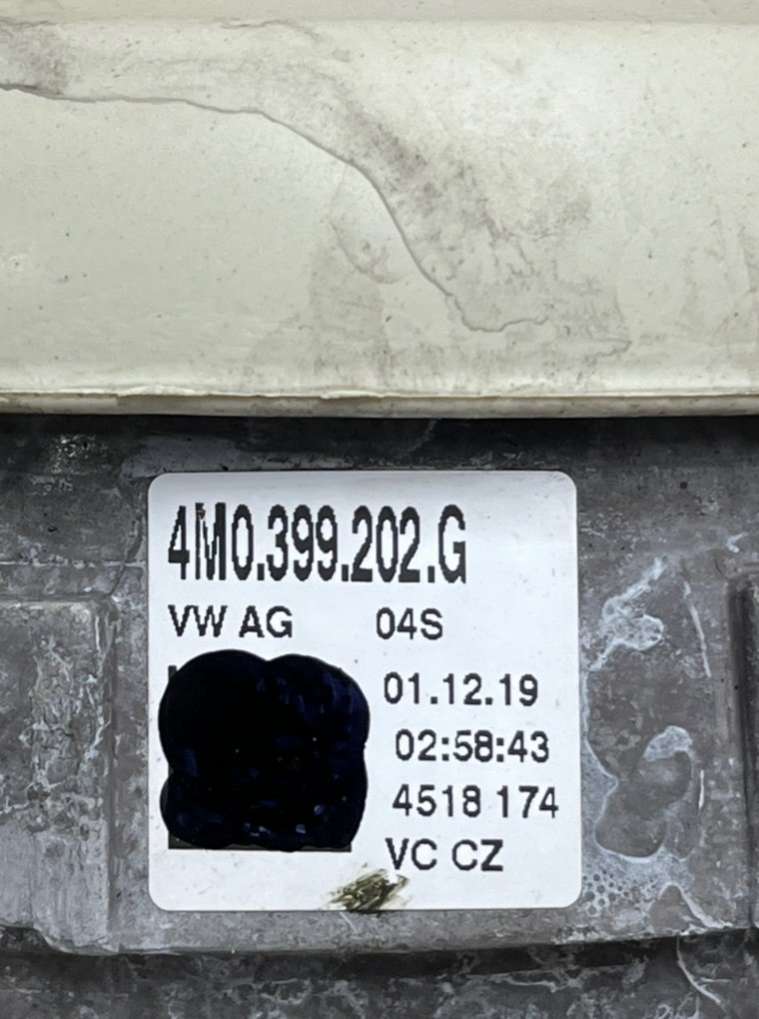 4M0.399.202.G
VW AG 04S
01.12.19
02:58:43
4518 174
VC CZ